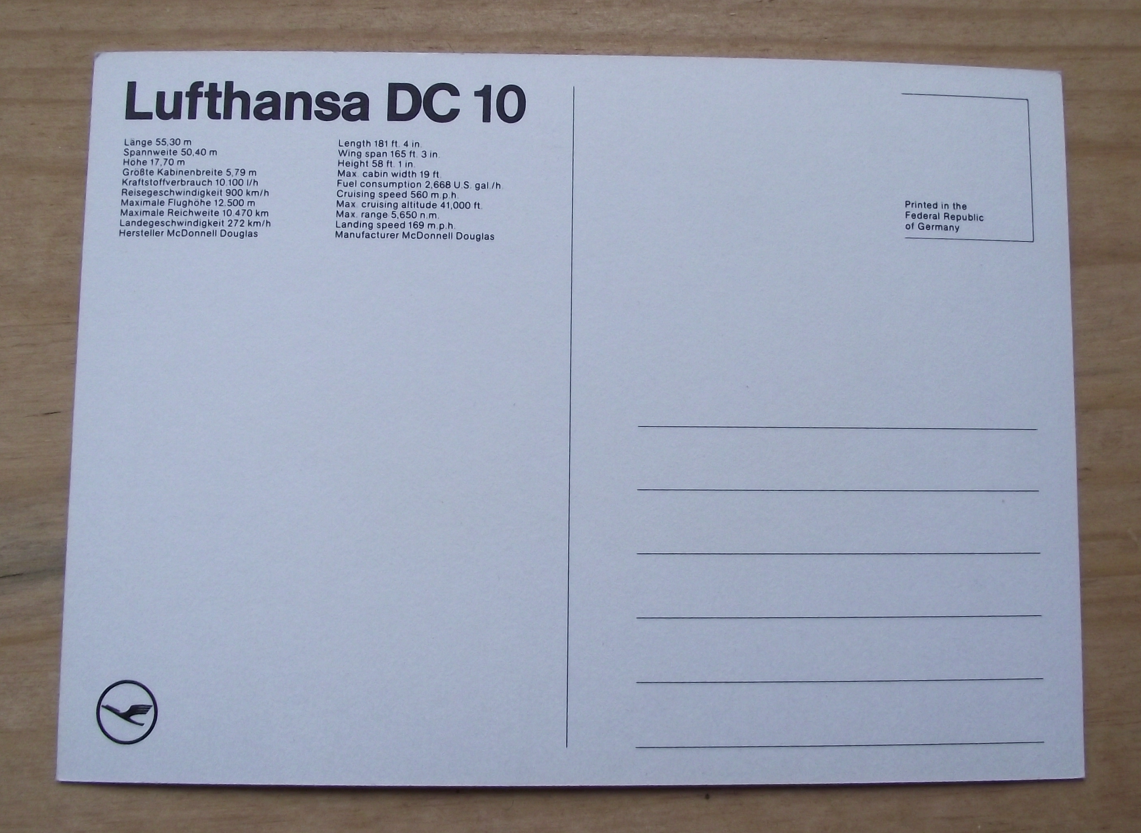 Lufthansa DC 10
Länge 55,30 m
Spannweite 50,40 m
Höhe 17,70 m
Größte Kabinenbreite 5,79 m
Kraftstoffverbrauch 10.100 l/h
Reisegeschwindigkeit 900 km/h
Maximale Flughöhe 12.500 m
Maximale Reichweite 10.470 km
Landegeschwindigkeit 272 km/h
Hersteller McDonnell Douglas
Length 181 ft. 4 in.
Wing span 165 ft. 3 in.
Height 58 ft. 1 in.
Max. cabin width 19 ft.
Fuel consumption 2,668 U.S. gal./h.
Cruising speed 560 m.p.h.
Max. cruising altitude 41,000 ft.
Max. range 5,650 n.m.
Landing speed 169 m.p.h.
Manufacturer McDonnell Douglas
Printed in the
Federal Republic
of Germany